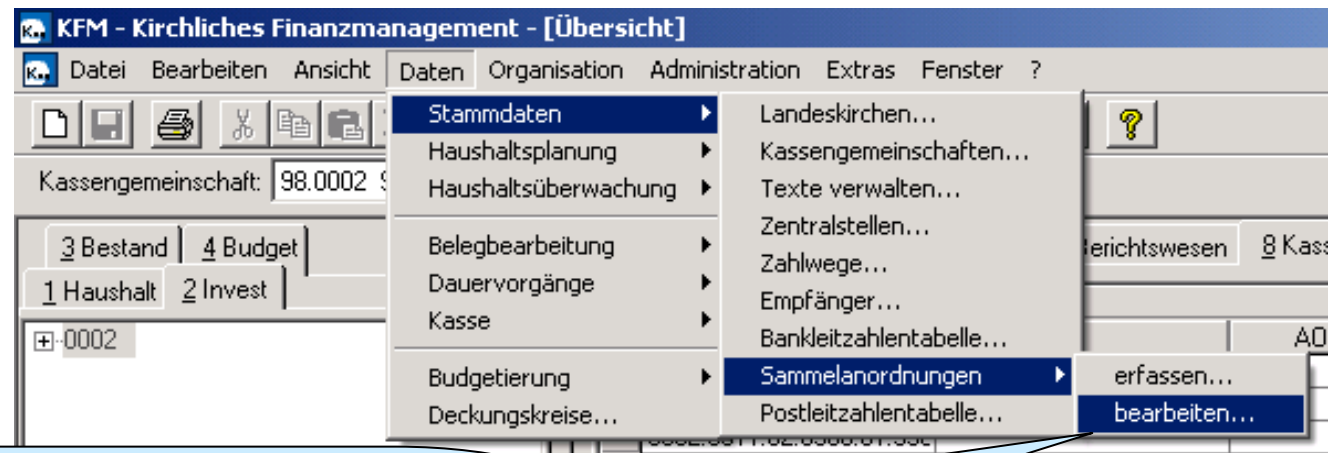 KFM - Kirchliches Finanzmanagement - [Übersicht]
Datei Bearbeiten Ansicht Daten Organisation Administration Extras Fenster ?
Kassengemeinschaft: 98.0002
3 Bestand 4 Budget
1 Haushalt 2 Invest
0002
Stammdaten
Haushaltsplanung
Haushaltsüberwachung
Belegbearbeitung
Dauervorgänge
Kasse
Budgetierung
Deckungskreise...
Landeskirchen...
Kassengemeinschaften...
Texte verwalten...
Zentralstellen...
Zahlwege...
Empfänger...
Bankleitzahlentabelle...
Sammelanordnungen
Postleitzahlentabelle...
erfassen...
bearbeiten...
erichtswesen 8 Kass
AO